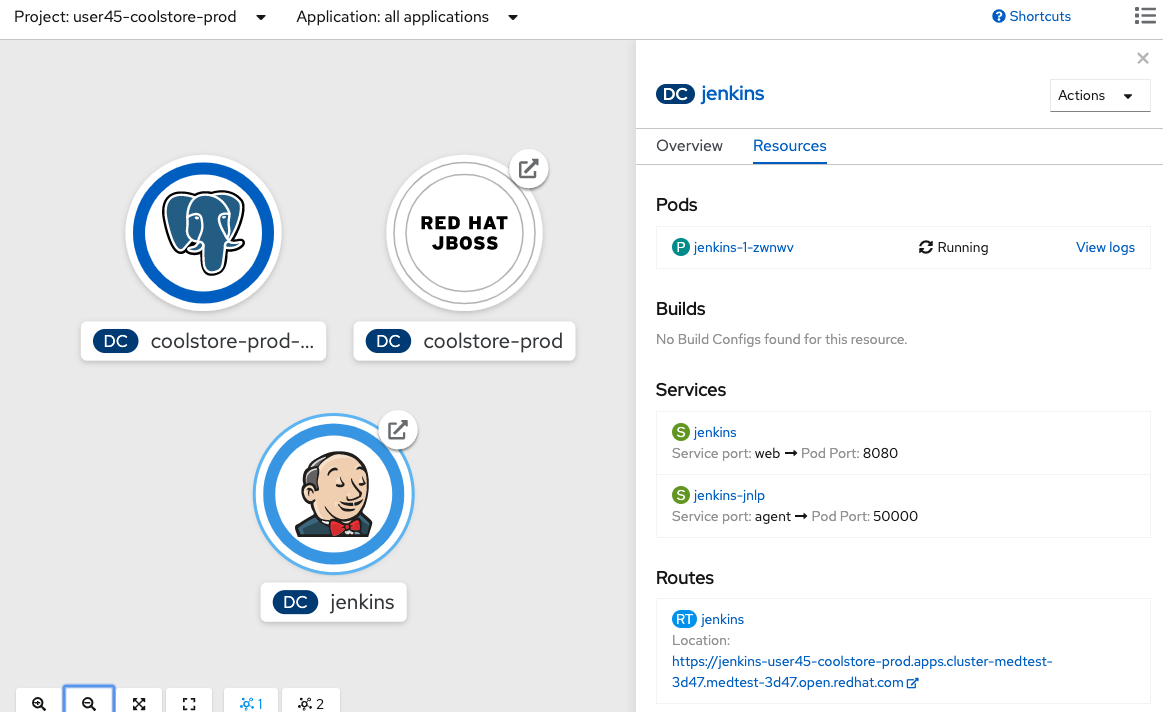 Project: user45-coolstore-prod
Application: all applications
Shortcuts
DC jenkins
Actions
Overview
Resources
RED HAT
JBOSS
DC coolstore-prod-...
DC coolstore-prod
DC jenkins
1
2
Pods
P jenkins-1-zwnwv
Running
View logs
Builds
No Build Configs found for this resource.
Services
S jenkins
Service port: web → Pod Port: 8080
S jenkins-jnlp
Service port: agent → Pod Port: 50000
Routes
RT jenkins
Location:
https://jenkins-user45-coolstore-prod.apps.cluster-medtest-
3d47.medtest-3d47.open.redhat.com